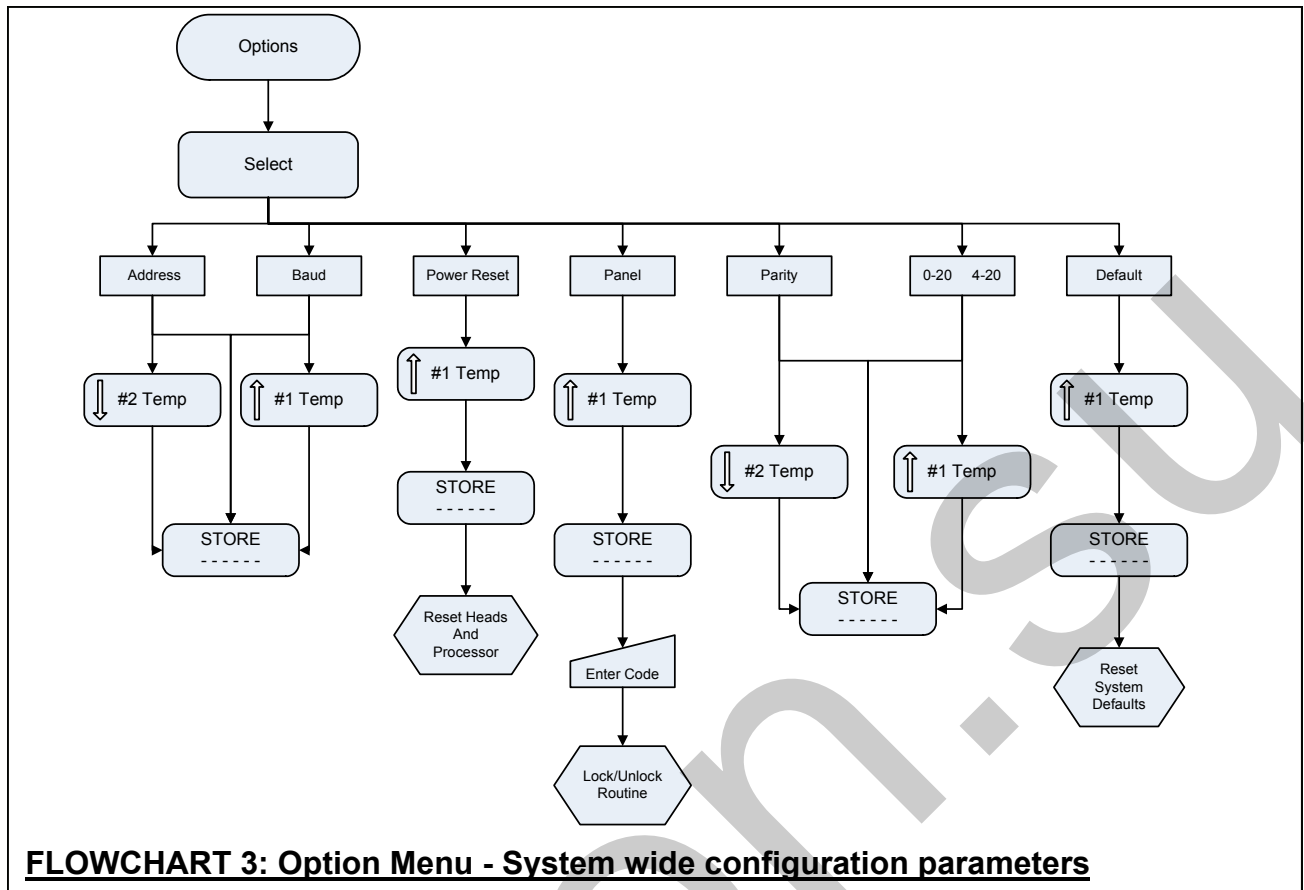 Options
Select
Address
Baud
Power Reset
Panel
Parity
0-20 4-20
Default
#2 Temp
#1 Temp
STORE
- - - - - -
#1 Temp
STORE
- - - - - -
Reset Heads
And
Processor
#1 Temp
STORE
- - - - - -
Enter Code
Lock/Unlock
Routine
#2 Temp
#1 Temp
STORE
- - - - - -
#1 Temp
STORE
- - - - - -
Reset
System
Defaults
FLOWCHART 3: Option Menu - System wide configuration parameters
on.su